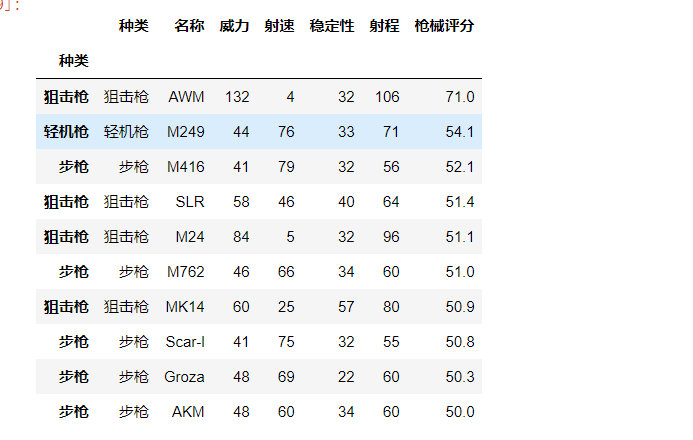 9]:
种类 名称 威力 射速 稳定性 射程 枪械评分
种类
狙击枪 狙击枪 AWM 132 4 32 106 71.0
轻机枪 轻机枪 M249 44 76 33 71 54.1
步枪 步枪 M416 41 79 32 56 52.1
狙击枪 狙击枪 SLR 58 46 40 64 51.4
狙击枪 狙击枪 M24 84 5 32 96 51.1
步枪 步枪 M762 46 66 34 60 51.0
狙击枪 狙击枪 MK14 60 25 57 80 50.9
步枪 步枪 Scar-l 41 75 32 55 50.8
步枪 步枪 Groza 48 69 22 60 50.3
步枪 步枪 AKM 48 60 34 60 50.0